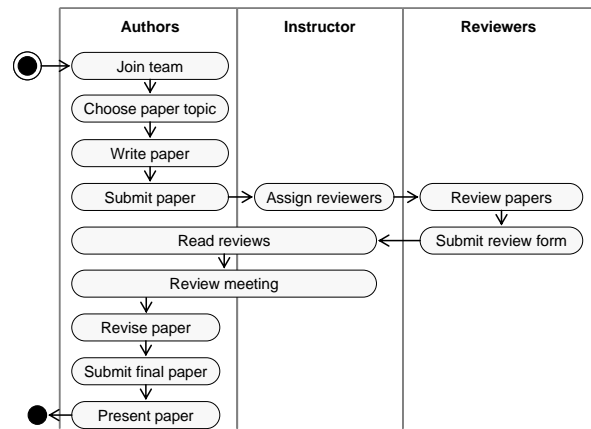 Authors
Instructor
Reviewers
Join team
Choose paper topic
Write paper
Submit paper
Assign reviewers
Review papers
Read reviews
Submit review form
Review meeting
Revise paper
Submit final paper
Present paper